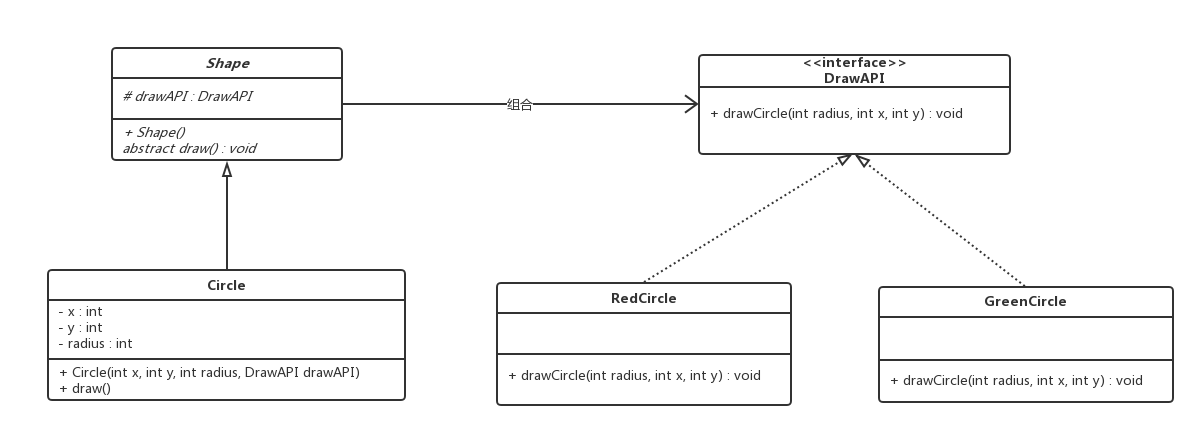 Shape
# drawAPI : DrawAPI
+ Shape()
abstract draw() : void
组合
<<interface>>
DrawAPI
+ drawCircle(int radius, int x, int y) : void
Circle
- x : int
- y : int
- radius : int
+ Circle(int x, int y, int radius, DrawAPI drawAPI)
+ draw()
RedCircle
+ drawCircle(int radius, int x, int y) : void
GreenCircle
+ drawCircle(int radius, int x, int y) : void